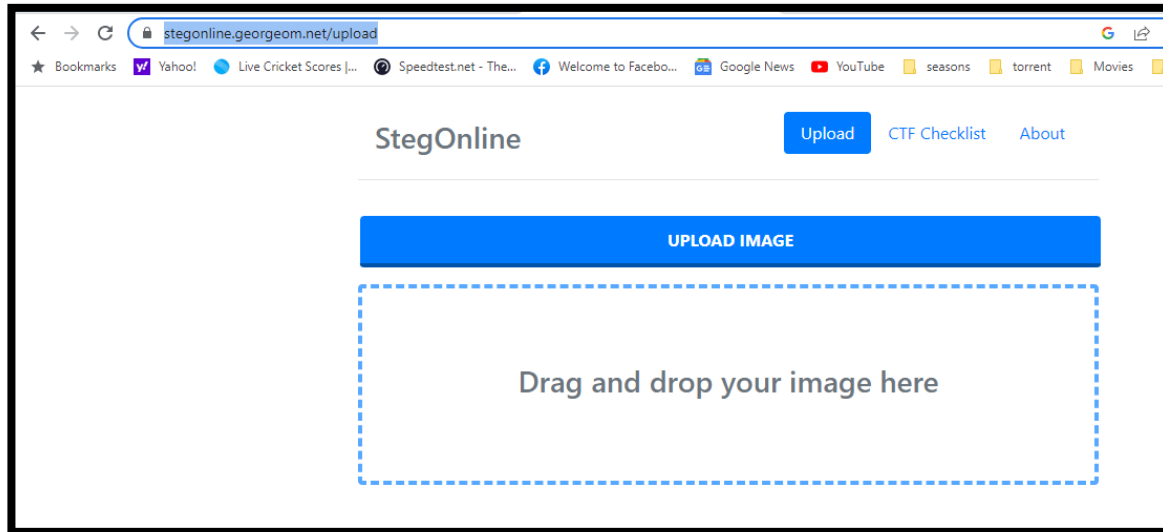 stegonline.georgeom.net/upload
Bookmarks Yahoo! Live Cricket Scores |... Speedtest.net - The... Welcome to Facebo... Google News YouTube seasons torrent Movies
StegOnline Upload CTF Checklist About
UPLOAD IMAGE
Drag and drop your image here